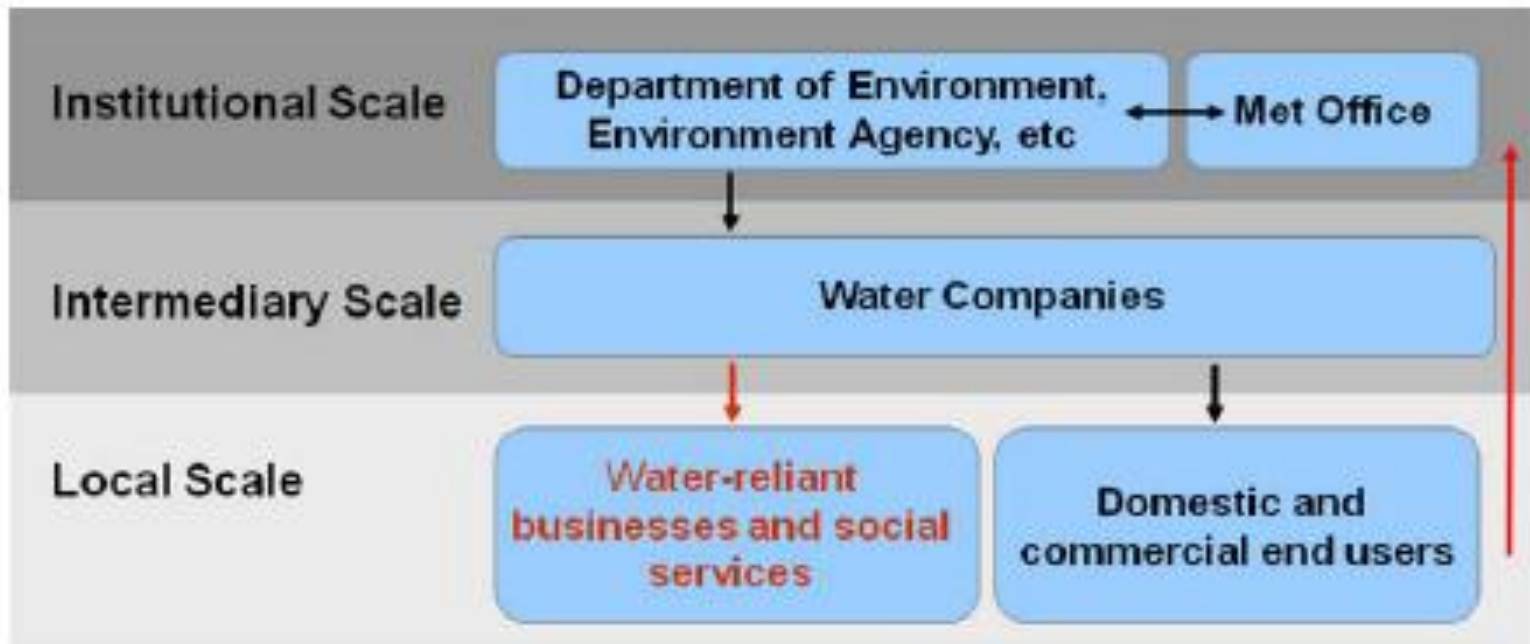 Institutional Scale
Department of Environment,
Environment Agency, etc
Met Office
Intermediary Scale
Water Companies
Local Scale
Water-reliant
businesses and social
services
Domestic and
commercial end users